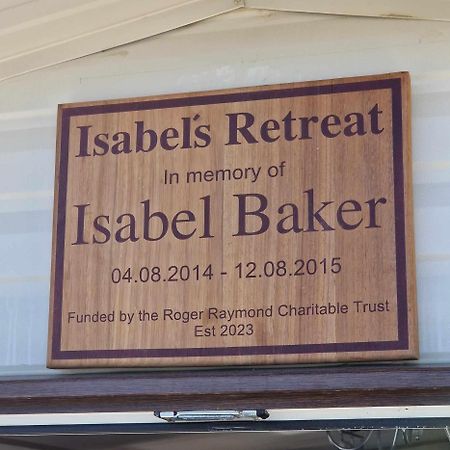 Isabel's Retreat
In memory of
Isabel Baker
04.08.2014 - 12.08.2015
Funded by the Roger Raymond Charitable Trust
Est 2023